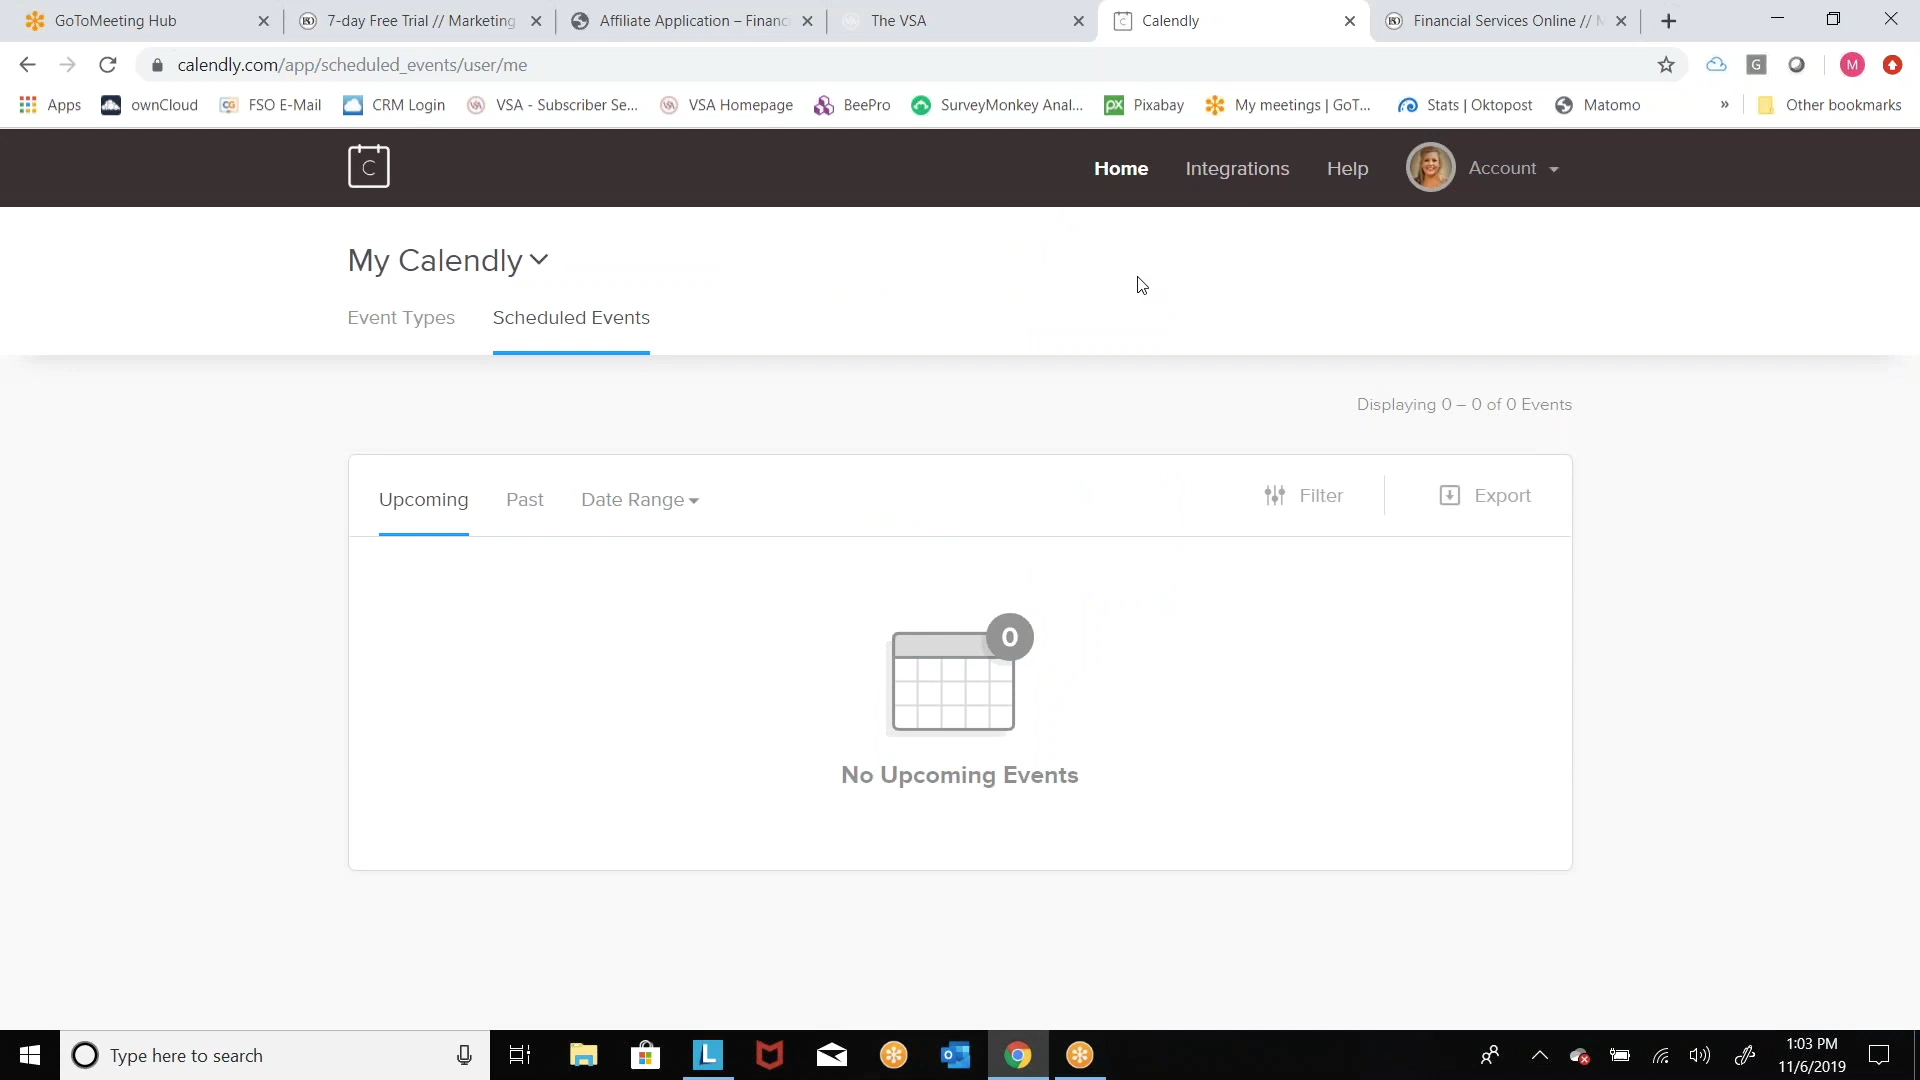 GoToMeeting Hub
7-day Free Trial // Marketing
Affiliate Application – Financ
The VSA
Calendly
Financial Services Online // M
calendly.com/app/scheduled_events/user/me
G
M
Apps
ownCloud
CG
FSO E-Mail
CRM Login
VSA - Subscriber Se...
VSA Homepage
BeePro
SurveyMonkey Anal...
px
Pixabay
My meetings | GoT...
Stats | Oktopost
Matomo
»
Other bookmarks
C
Home
Integrations
Help
Account
My Calendly
Event Types
Scheduled Events
Displaying 0 – 0 of 0 Events
Upcoming
Past
Date Range
Filter
Export
0
No Upcoming Events
Type here to search
L
1:03 PM
11/6/2019